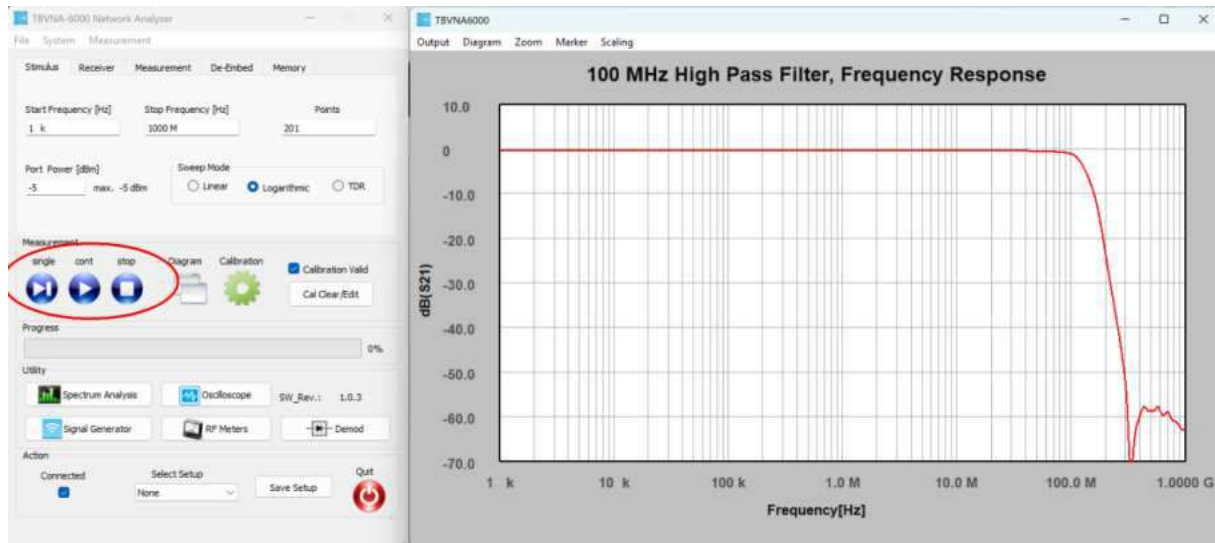 TBVNA-6000 Network Analyser
File System Measurement
Stimulus Receiver Measurement De-Embed Memory
Start Frequency [Hz] Stop Frequency [Hz] Points
1 k 1000 M 201
Port Power [dBm] Sweep Mode
-5 max. -5 dBm Linear Logarithmic TDR
Measurement
single cont stop Diagram Calibration
Calibration Valid
Cal Clear/Edit
Progress
0%
Utility
Spectrum Analysis Oscilloscope SW_Rev.: 1.0.3
Signal Generator RF Meters Demod
Action
Connected Select Setup Quit
None Save Setup
TBVNA6000
Output Diagram Zoom Marker Scaling
100 MHz High Pass Filter, Frequency Response
10.0
0
-10.0
-20.0
-30.0
-40.0
-50.0
-60.0
-70.0
dB(S21)
1 k 10 k 100 k 1.0 M 10.0 M 100.0 M 1.0000 G
Frequency[Hz]